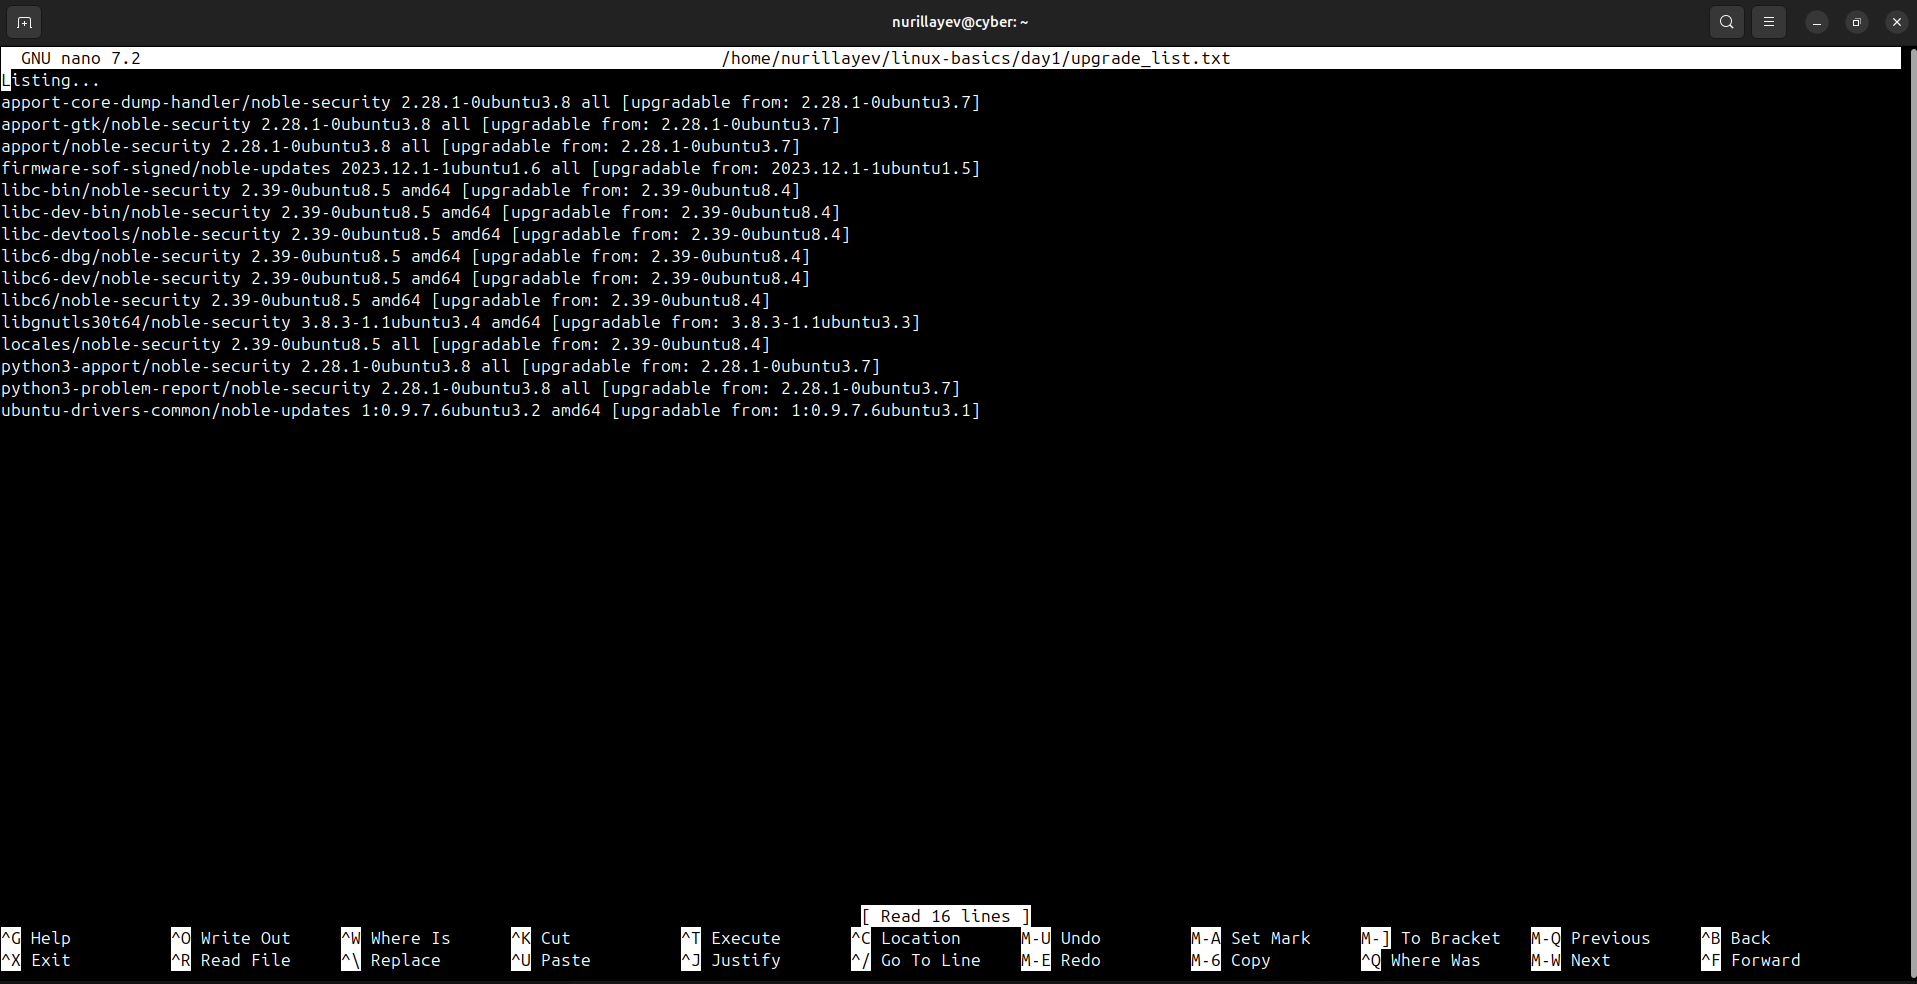 nurillayev@cyber: ~
GNU nano 7.2 /home/nurillayev/linux-basics/day1/upgrade_list.txt
Listing...
apport-core-dump-handler/noble-security 2.28.1-0ubuntu3.8 all [upgradable from: 2.28.1-0ubuntu3.7]
apport-gtk/noble-security 2.28.1-0ubuntu3.8 all [upgradable from: 2.28.1-0ubuntu3.7]
apport/noble-security 2.28.1-0ubuntu3.8 all [upgradable from: 2.28.1-0ubuntu3.7]
firmware-sof-signed/noble-updates 2023.12.1-1ubuntu1.6 all [upgradable from: 2023.12.1-1ubuntu1.5]
libc-bin/noble-security 2.39-0ubuntu8.5 amd64 [upgradable from: 2.39-0ubuntu8.4]
libc-dev-bin/noble-security 2.39-0ubuntu8.5 amd64 [upgradable from: 2.39-0ubuntu8.4]
libc-devtools/noble-security 2.39-0ubuntu8.5 amd64 [upgradable from: 2.39-0ubuntu8.4]
libc6-dbg/noble-security 2.39-0ubuntu8.5 amd64 [upgradable from: 2.39-0ubuntu8.4]
libc6-dev/noble-security 2.39-0ubuntu8.5 amd64 [upgradable from: 2.39-0ubuntu8.4]
libc6/noble-security 2.39-0ubuntu8.5 amd64 [upgradable from: 2.39-0ubuntu8.4]
libgnutls30t64/noble-security 3.8.3-1.1ubuntu3.4 amd64 [upgradable from: 3.8.3-1.1ubuntu3.3]
locales/noble-security 2.39-0ubuntu8.5 all [upgradable from: 2.39-0ubuntu8.4]
python3-apport/noble-security 2.28.1-0ubuntu3.8 all [upgradable from: 2.28.1-0ubuntu3.7]
python3-problem-report/noble-security 2.28.1-0ubuntu3.8 all [upgradable from: 2.28.1-0ubuntu3.7]
ubuntu-drivers-common/noble-updates 1:0.9.7.6ubuntu3.2 amd64 [upgradable from: 1:0.9.7.6ubuntu3.1]
[ Read 16 lines ]
^G Help ^O Write Out ^W Where Is ^K Cut ^T Execute ^C Location M-U Undo M-A Set Mark M-] To Bracket M-Q Previous ^B Back
^X Exit ^R Read File ^\ Replace ^U Paste ^J Justify ^/ Go To Line M-E Redo M-6 Copy ^Q Where Was M-W Next ^F Forward